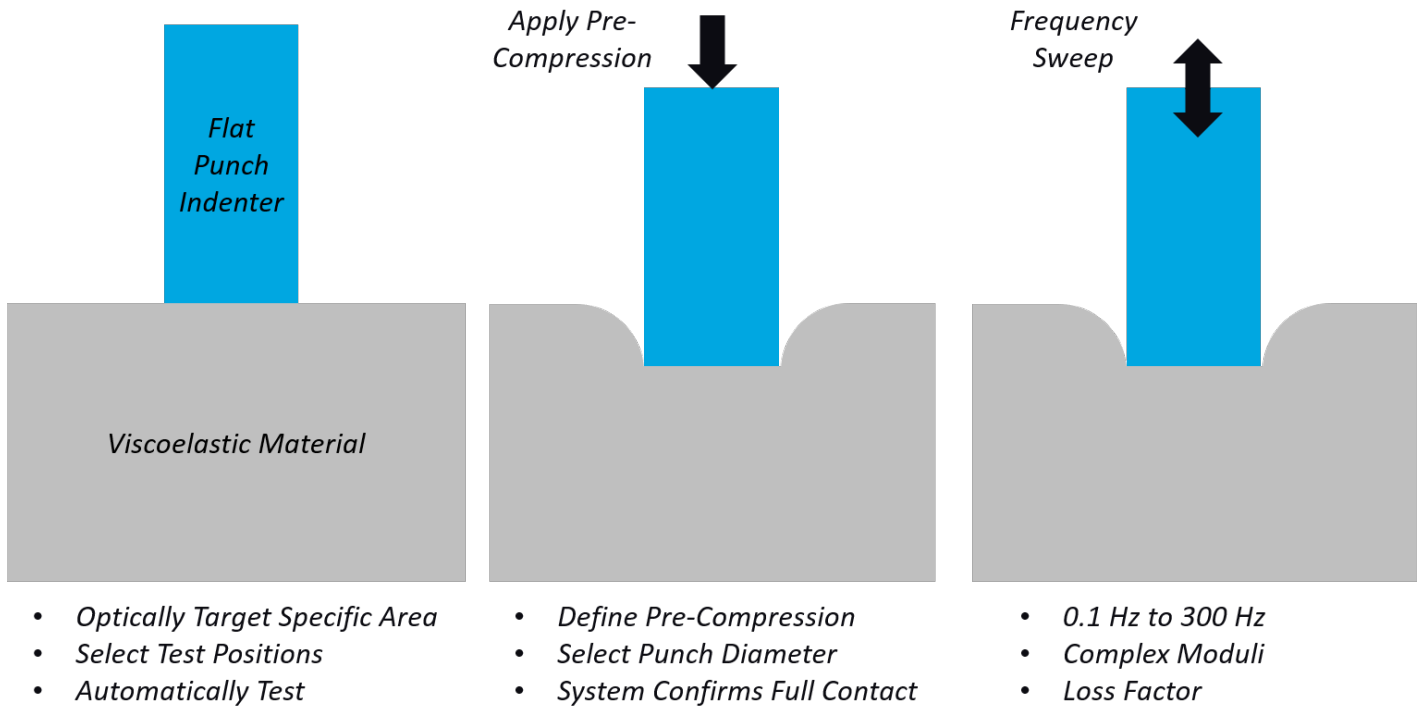 Flat
Punch
Indenter
Viscoelastic Material
• Optically Target Specific Area
• Select Test Positions
• Automatically Test
Apply Pre-
Compression
• Define Pre-Compression
• Select Punch Diameter
• System Confirms Full Contact
Frequency
Sweep
• 0.1 Hz to 300 Hz
• Complex Moduli
• Loss Factor